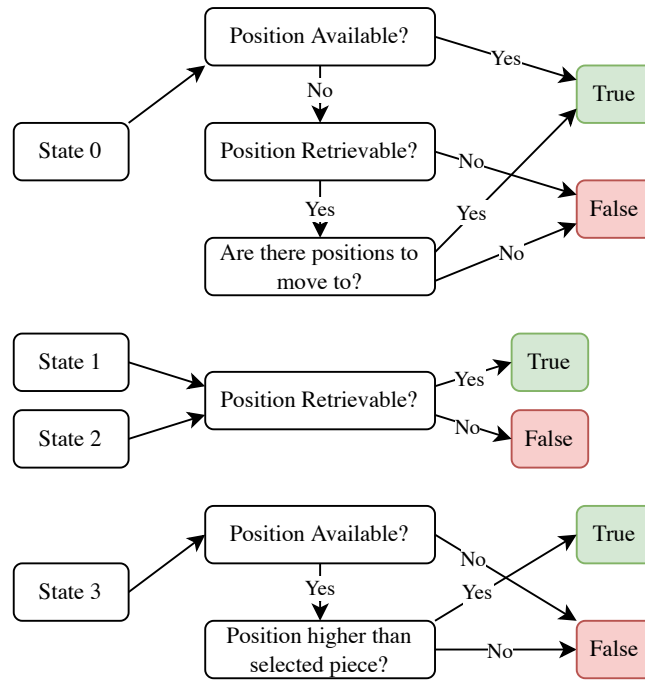 Position Available?
Yes
True
No
State 0
Position Retrievable?
No
Yes
Yes
False
Are there positions to
move to?
No
State 1
True
Yes
Position Retrievable?
State 2
No
False
Position Available?
True
No
State 3
Yes
Yes
Position higher than
selected piece?
No
False